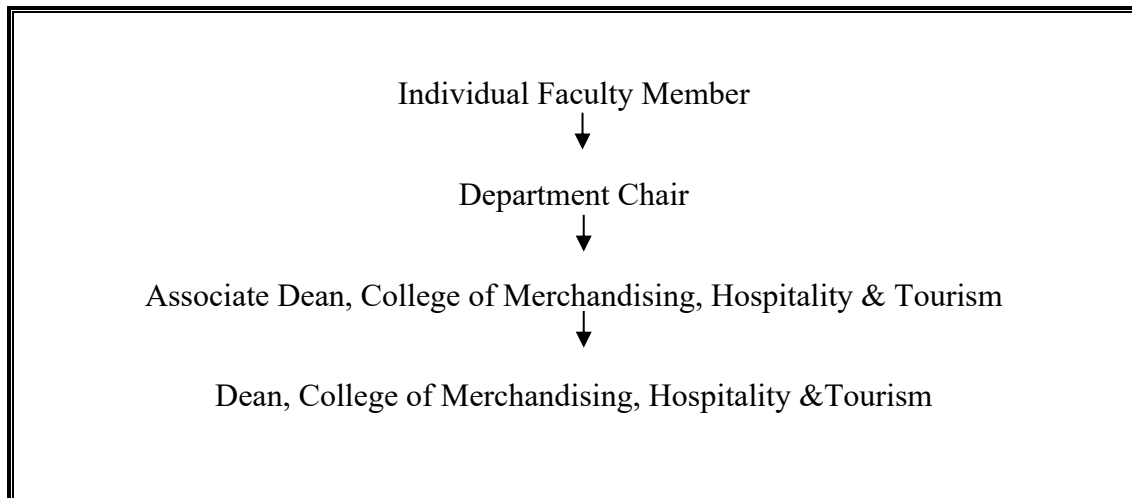 Individual Faculty Member
Department Chair
Associate Dean, College of Merchandising, Hospitality & Tourism
Dean, College of Merchandising, Hospitality &Tourism